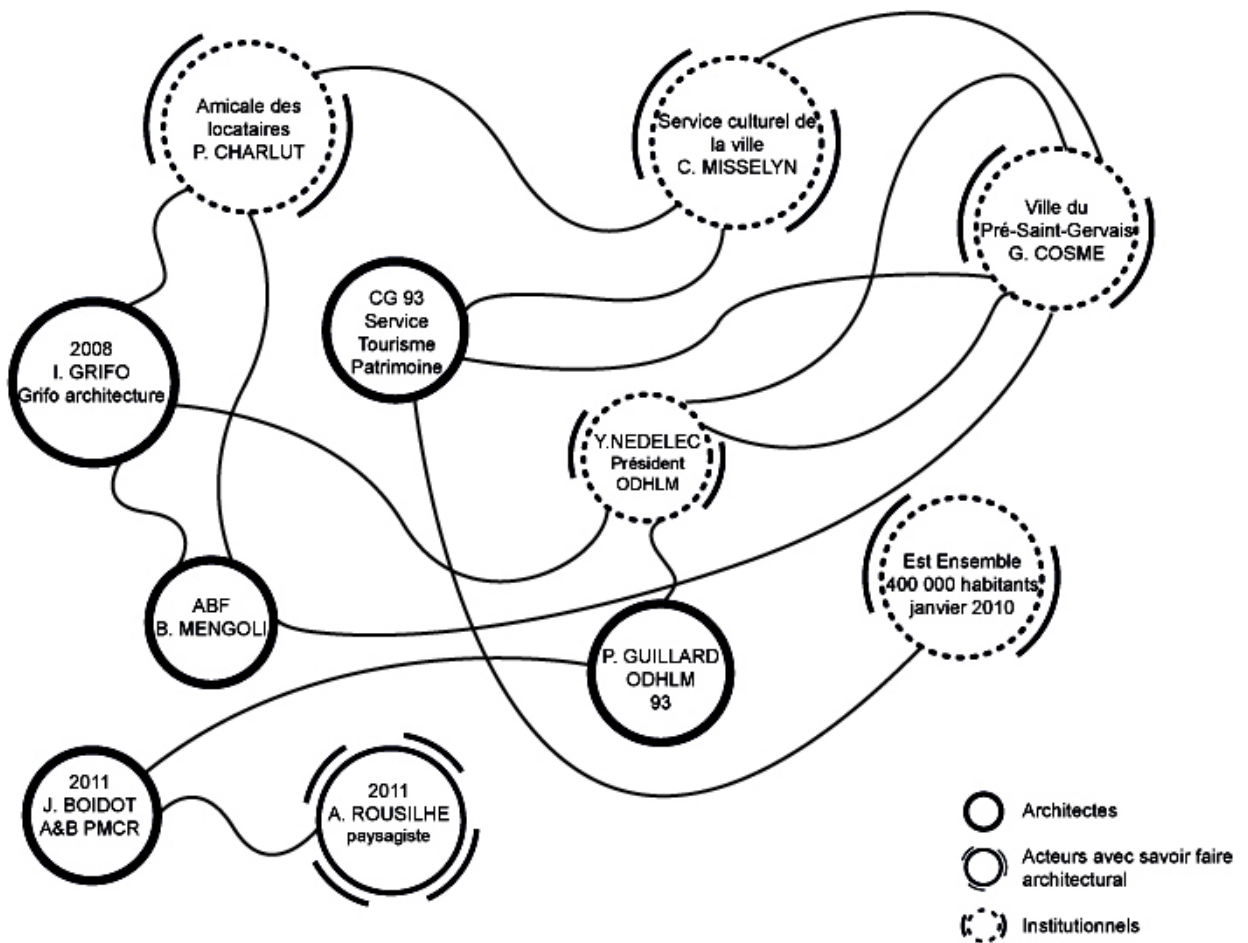 Amicale des
locataires
P. CHARLUT
Service culturel de
la ville
C. MISSELYN
Ville du
Pré-Saint-Gervais
G. COSME
CG 93
Service
Tourisme
Patrimoine
2008
I. GRIFO
Grifo architecture
Y.NEDELEC
Président
ODHLM
Est Ensemble
400 000 habitants
janvier 2010
ABF
B. MENGOLI
P. GUILLARD
ODHLM
93
2011
J. BOIDOT
A&B PMCR
2011
A. ROUSILHE
paysagiste
Architectes
Acteurs avec savoir faire
architectural
Institutionnels